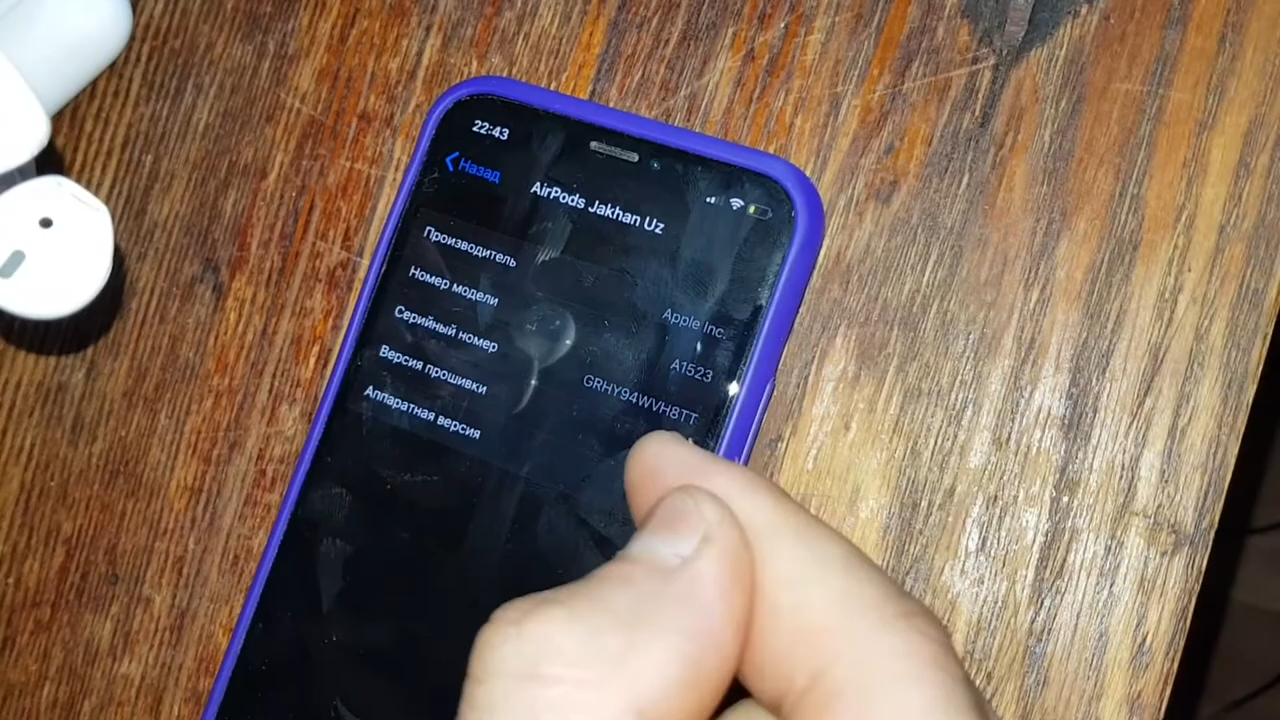 22:43
Назад
AirPods Jakhan Uz
Производитель
Apple Inc.
Номер модели
A1523
Серийный номер
GRHY94WVH8TT
Версия прошивки
Аппаратная версия